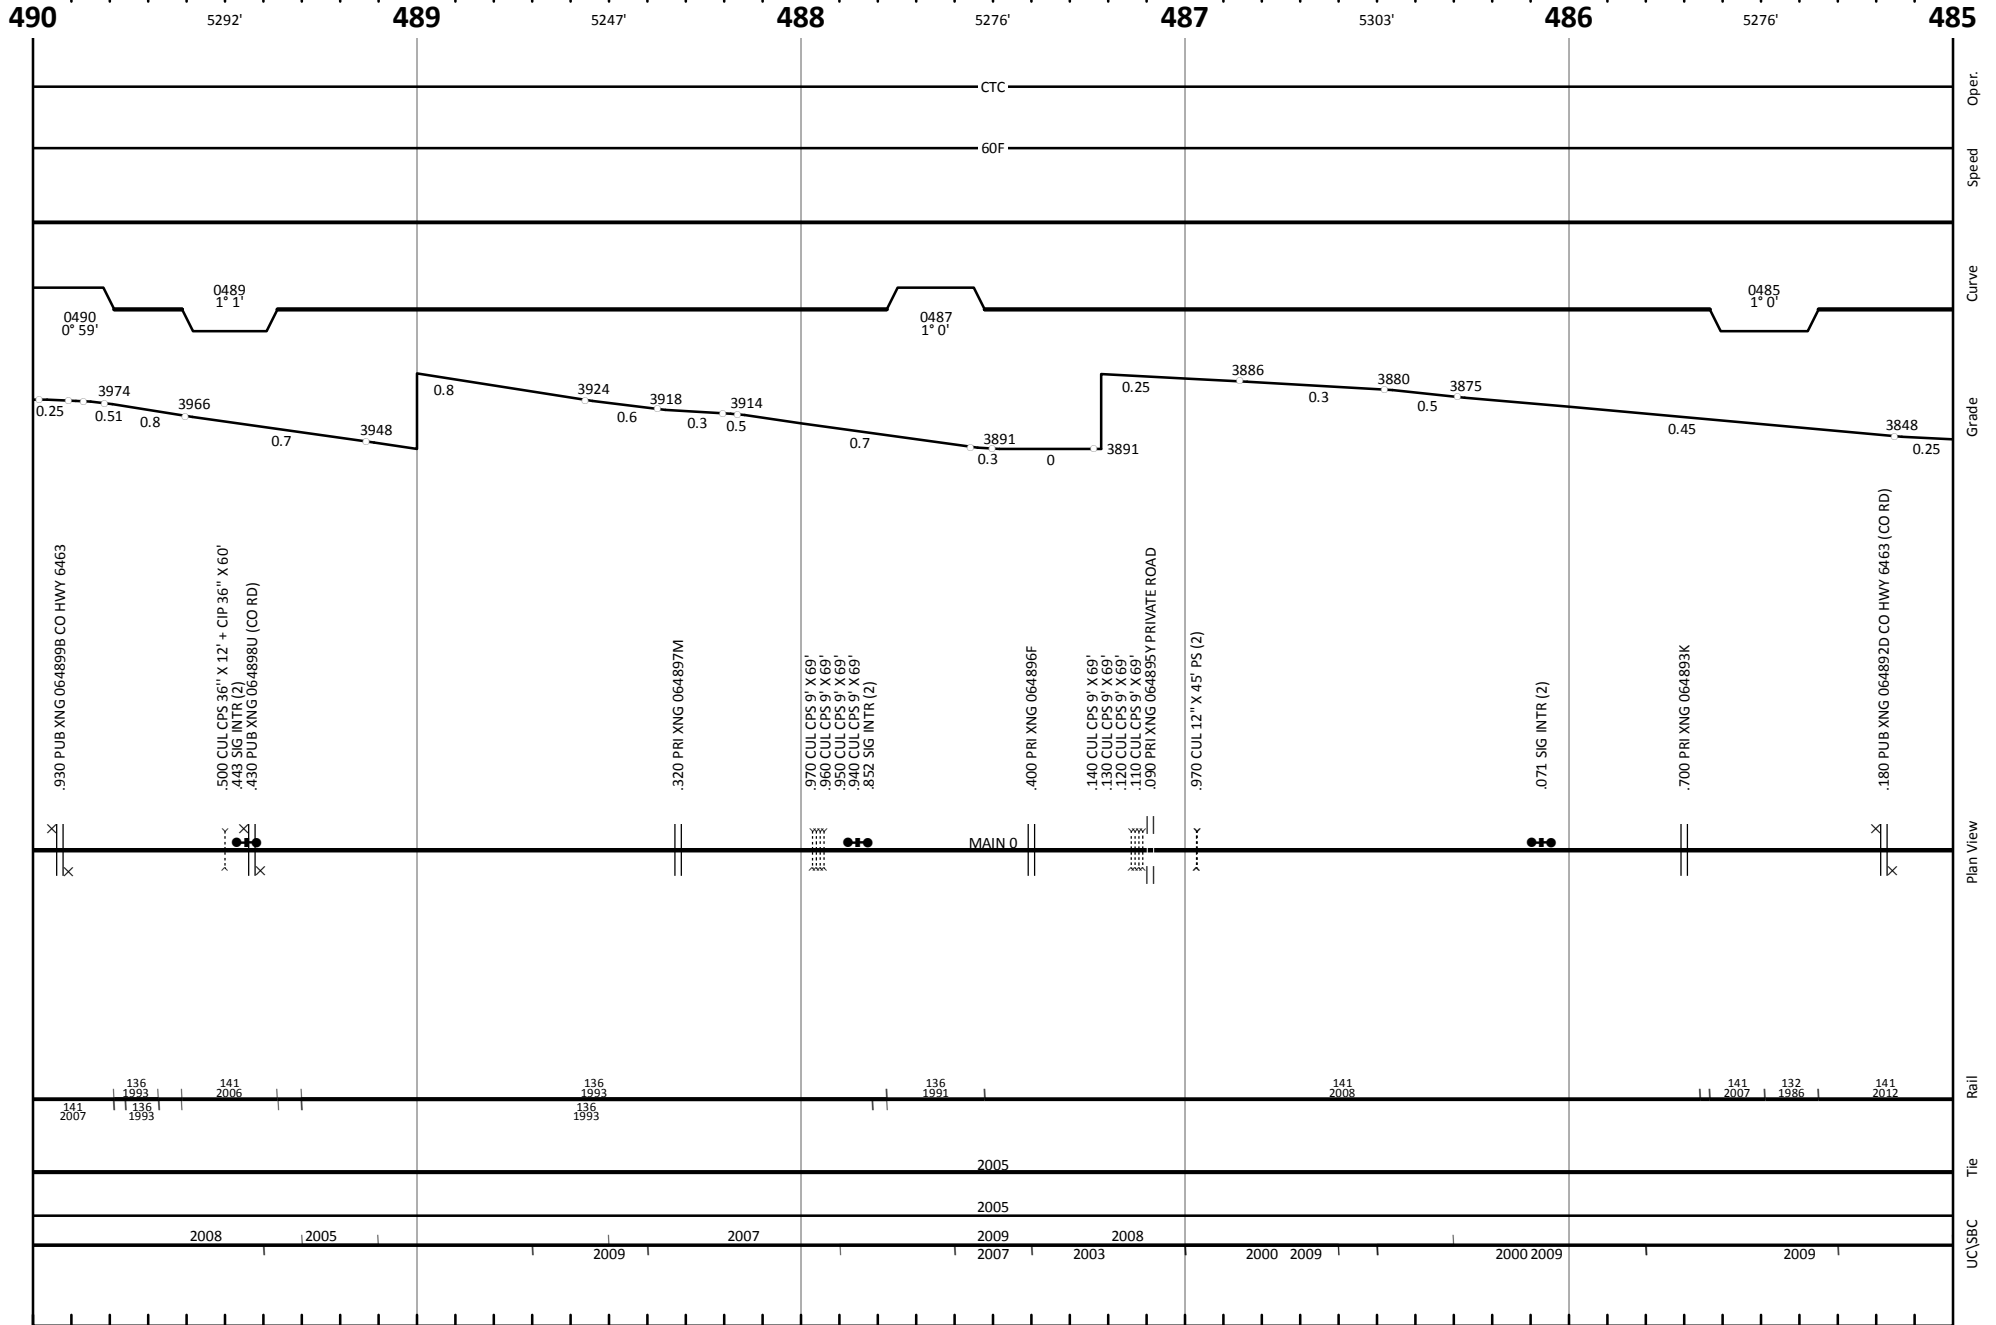 490 5292' 489 5247' 488 5276' 487 5303' 486 5276' 485
CTC
Oper.
60F
Speed
0490
0° 59'
0489
1° 1'
0487
1° 0'
0485
1° 0'
Curve
0.25
3974
0.51
0.8
3966
0.7
3948
0.8
3924
0.6
3918
0.3
3914
0.5
0.7
3891
0.3
0
3891
0.25
3886
0.3
3880
0.5
3875
0.45
3848
0.25
Grade
.930 PUB XNG 064899B CO HWY 6463
.500 CUL CPS 36" X 12' + CIP 36" X 60'
.443 SIG INTR (2)
.430 PUB XNG 064898U (CO RD)
.320 PRI XNG 064897M
.970 CUL CPS 9' X 69'
.960 CUL CPS 9' X 69'
.950 CUL CPS 9' X 69'
.940 CUL CPS 9' X 69'
.852 SIG INTR (2)
.400 PRI XNG 064896F
.140 CUL CPS 9' X 69'
.130 CUL CPS 9' X 69'
.120 CUL CPS 9' X 69'
.110 CUL CPS 9' X 69'
.090 PRI XNG 064895Y PRIVATE ROAD
.970 CUL 12" X 45' PS (2)
.071 SIG INTR (2)
.700 PRI XNG 064893K
.180 PUB XNG 064892D CO HWY 6463 (CO RD)
MAIN 0
Plan View
136
1993
141
2006
136
1993
136
1991
141
2008
141
2007
132
1986
141
2012
141
2007
136
1993
136
1993
Rail
2005
Tie
2005
2008 2005 2007 2009 2008
2009 2007 2003 2000 2009 2000 2009 2009
UC\SBC